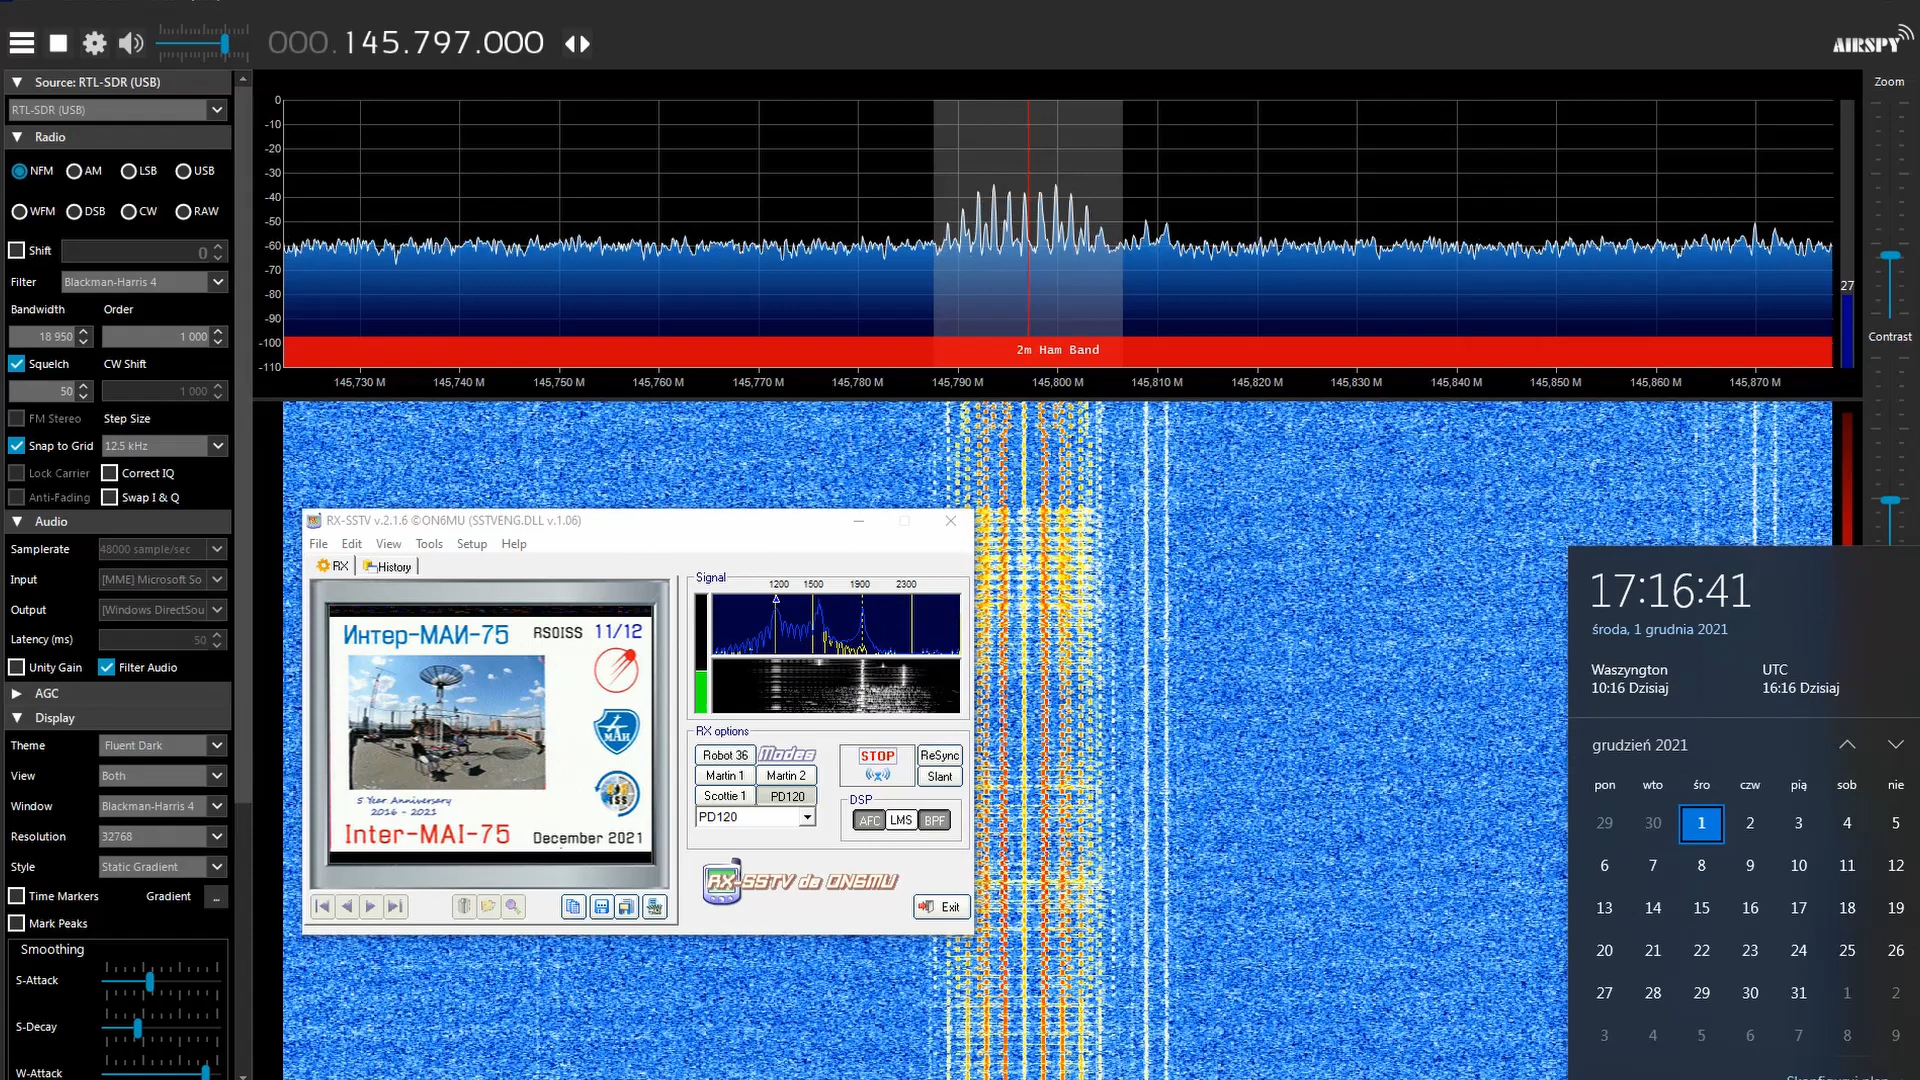 000.145.797.000
AIRSPY
Source: RTL-SDR (USB)
RTL-SDR (USB)
Radio
NFM AM LSB USB
WFM DSB CW RAW
Shift 0
Filter Blackman-Harris 4
Bandwidth Order
18 950 1 000
Squelch CW Shift
50 1 000
FM Stereo Step Size
Snap to Grid 12.5 kHz
Lock Carrier Correct IQ
Anti-Fading Swap I & Q
Audio
Samplerate 48000 sample/sec
Input [MME] Microsoft So
Output [Windows DirectSou
Latency (ms) 50
Unity Gain Filter Audio
AGC
Display
Theme Fluent Dark
View Both
Window Blackman-Harris 4
Resolution 32768
Style Static Gradient
Time Markers Gradient ...
Mark Peaks
Smoothing
S-Attack
S-Decay
W-Attack
0
-10
-20
-30
-40
-50
-60
-70
-80
-90
-100
-110
2m Ham Band
145,730 M 145,740 M 145,750 M 145,760 M 145,770 M 145,780 M 145,790 M 145,800 M 145,810 M 145,820 M 145,830 M 145,840 M 145,850 M 145,860 M 145,870 M
27
Zoom
Contrast
RX-SSTV v.2.1.6 ©ON6MU (SSTVENG.DLL v.1.06)
File Edit View Tools Setup Help
RX History
Интер-МАИ-75 RS0ISS 11/12
МАИ
ISS
5 Year Anniversary
2016 - 2021
Inter-MAI-75 December 2021
Signal
1200 1500 1900 2300
RX options
Robot 36 Modes
Martin 1 Martin 2
Scottie 1 PD120
PD120
STOP ReSync
Slant
DSP
AFC LMS BPF
RX-SSTV de ON6MU
Exit
17:16:41
środa, 1 grudnia 2021
Waszyngton UTC
10:16 Dzisiaj 16:16 Dzisiaj
grudzień 2021
pon wto śro czw pią sob nie
29 30 1 2 3 4 5
6 7 8 9 10 11 12
13 14 15 16 17 18 19
20 21 22 23 24 25 26
27 28 29 30 31 1 2
3 4 5 6 7 8 9